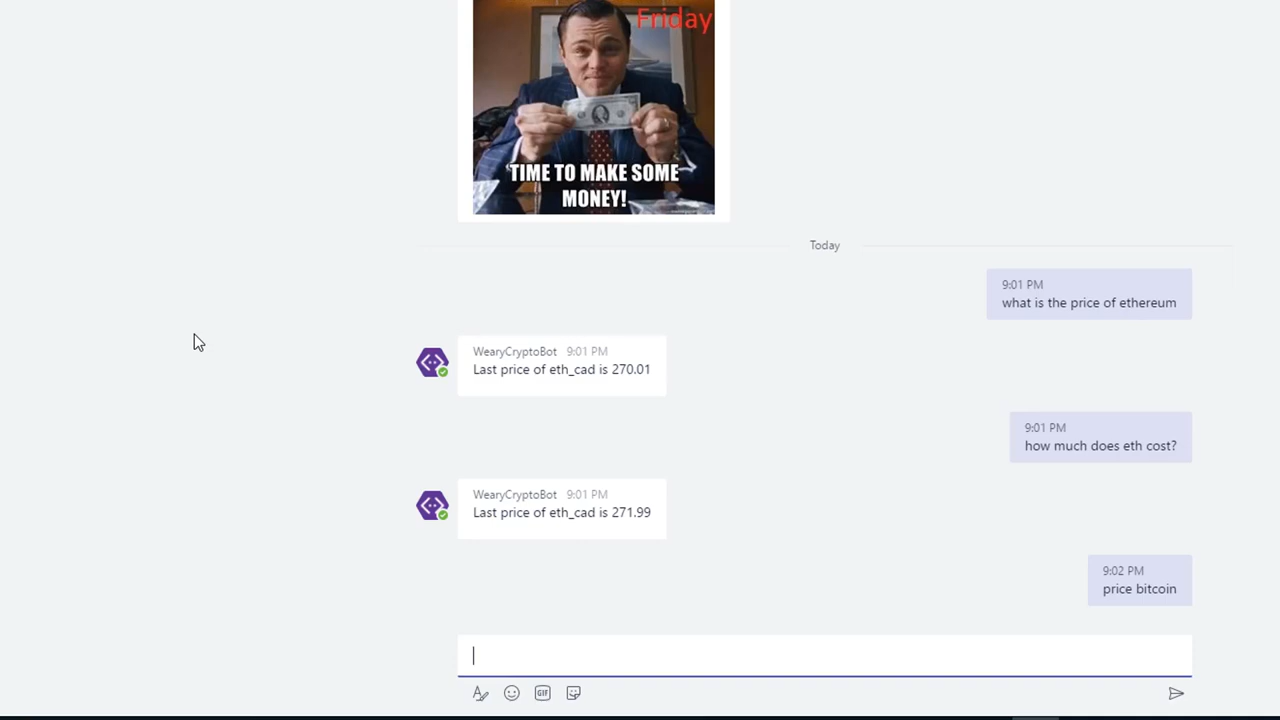 Friday
TIME TO MAKE SOME
MONEY!
Today
9:01 PM
what is the price of ethereum
WearyCryptoBot 9:01 PM
Last price of eth_cad is 270.01
9:01 PM
how much does eth cost?
WearyCryptoBot 9:01 PM
Last price of eth_cad is 271.99
9:02 PM
price bitcoin
GIF